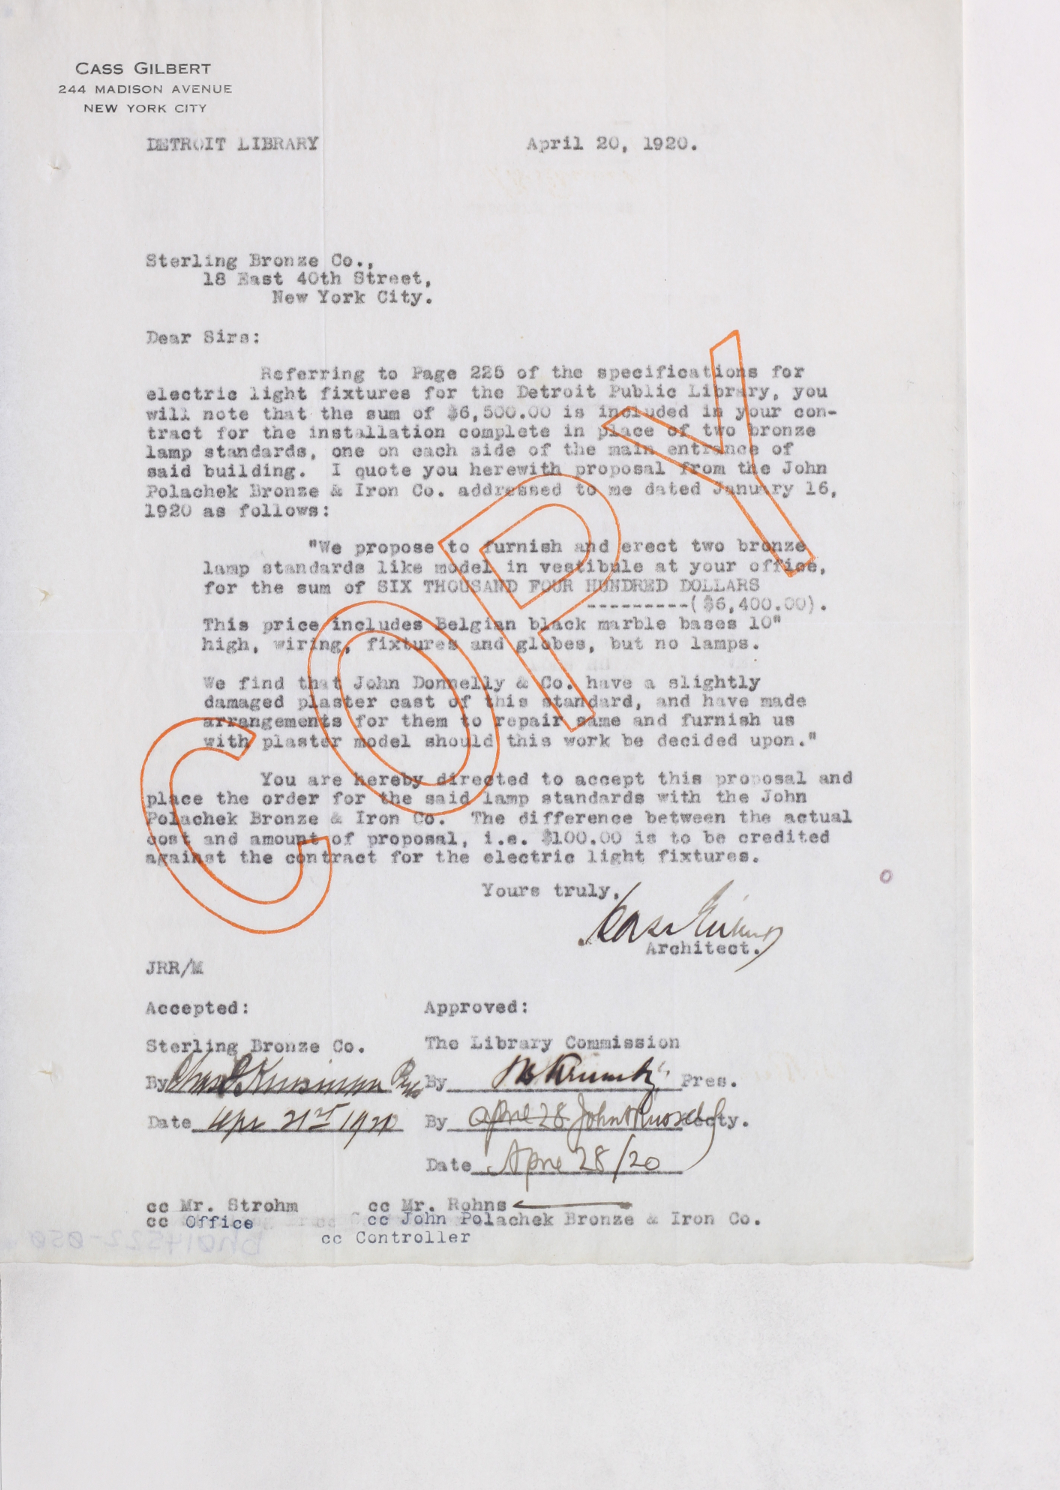 CASS GILBERT
244 MADISON AVENUE
NEW YORK CITY
DETROIT LIBRARY April 20, 1920.
Sterling Bronze Co.,
18 East 40th Street,
New York City.
Dear Sirs:
Referring to Page 225 of the specifications for
electric light fixtures for the Detroit Public Library, you
will note that the sum of $6,500.00 is included in your con-
tract for the installation complete in place of two bronze
lamp standards, one on each side of the main entrance of
said building. I quote you herewith proposal from the John
Polachek Bronze & Iron Co. addressed to me dated January 16,
1920 as follows:
"We propose to furnish and erect two bronze
lamp standards like model in vestibule at your office,
for the sum of SIX THOUSAND FOUR HUNDRED DOLLARS
---------($6,400.00).
This price includes Belgian black marble bases 10"
high, wiring, fixtures and globes, but no lamps.
We find that John Donnelly & Co. have a slightly
damaged plaster cast of this standard, and have made
arrangements for them to repair same and furnish us
with plaster model should this work be decided upon."
You are hereby directed to accept this proposal and
place the order for the said lamp standards with the John
Polachek Bronze & Iron Co. The difference between the actual
cost and amount of proposal, i.e. $100.00 is to be credited
against the contract for the electric light fixtures.
COPY
Yours truly,
Cass Gilbert
Architect.
JRR/M
Accepted: Approved:
Sterling Bronze Co. The Library Commission
By By Pres.
Date Apr 21st 1920 By April 28 John Secty.
Date Apre 28/20
cc Mr. Strohm cc Mr. Rohns
cc Office cc John Polachek Bronze & Iron Co.
cc Controller